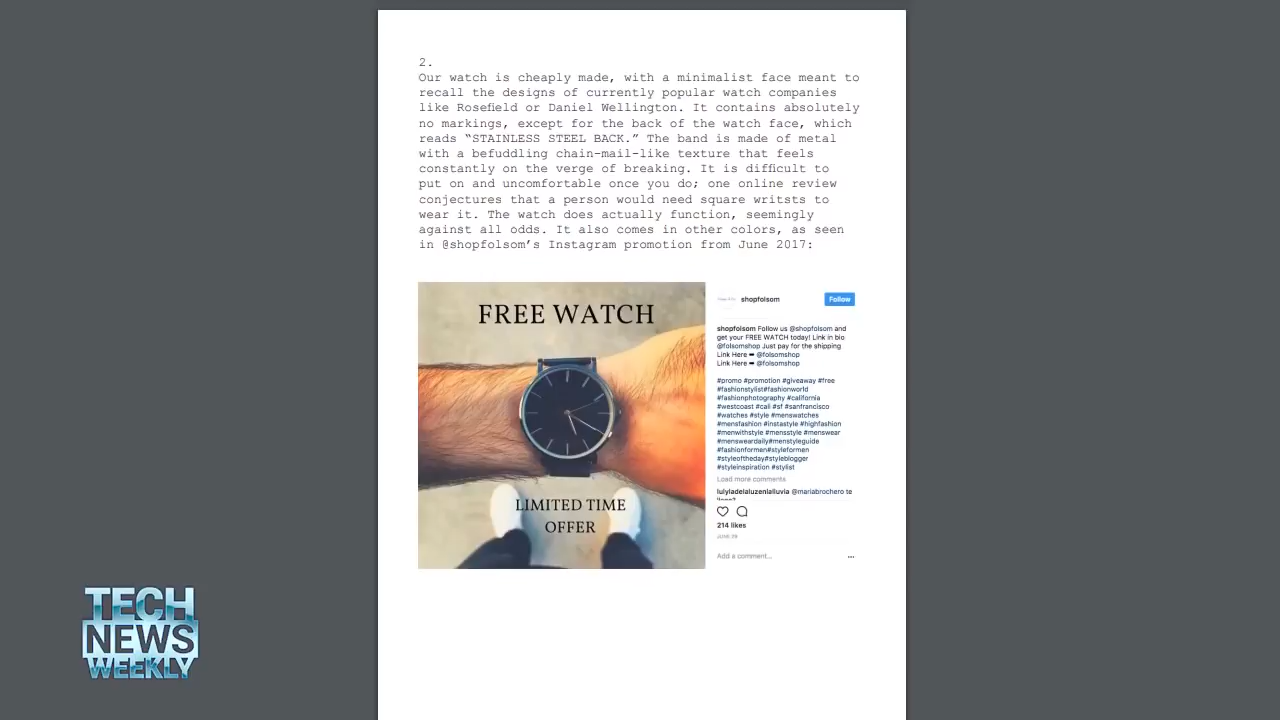 2.
Our watch is cheaply made, with a minimalist face meant to
recall the designs of currently popular watch companies
like Rosefield or Daniel Wellington. It contains absolutely
no markings, except for the back of the watch face, which
reads “STAINLESS STEEL BACK.” The band is made of metal
with a befuddling chain-mail-like texture that feels
constantly on the verge of breaking. It is difficult to
put on and uncomfortable once you do; one online review
conjectures that a person would need square writsts to
wear it. The watch does actually function, seemingly
against all odds. It also comes in other colors, as seen
in @shopfolsom’s Instagram promotion from June 2017:
FREE WATCH
LIMITED TIME
OFFER
shopfolsom
Follow
shopfolsom Follow us @shopfolsom and
get your FREE WATCH today! Link in bio
@folsomshop Just pay for the shipping
Link Here ➡ @folsomshop
Link Here ➡ @folsomshop
#promo #promotion #giveaway #free
#fashionstylist#fashionworld
#fashionphotography #california
#westcoast #cali #sf #sanfrancisco
#watches #style #menswatches
#mensfashion #instastyle #highfashion
#menwithstyle #mensstyle #menswear
#mensweardaily#menstyleguide
#fashionformen#styleformen
#styleoftheday#styleblogger
#styleinspiration #stylist
Load more comments
@mariabrochero te
214 likes
JUNE 29
Add a comment...
TECH
NEWS
WEEKLY